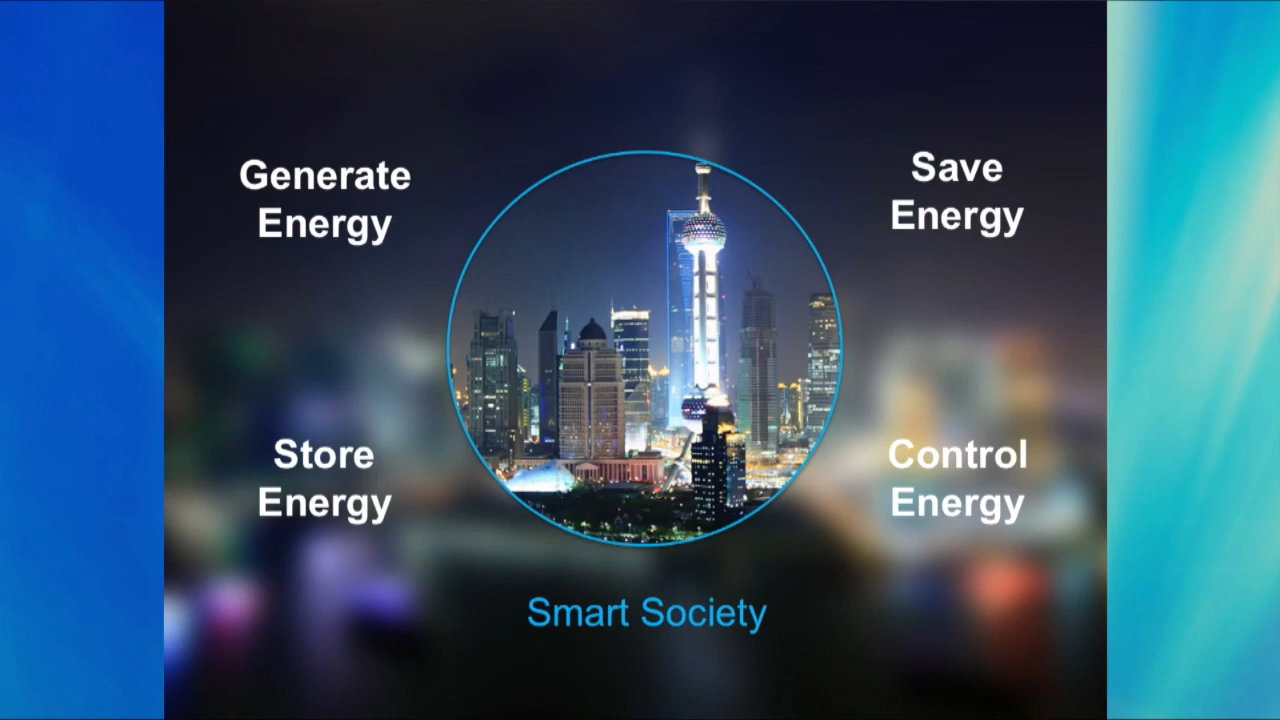 Generate
Energy
Save
Energy
Store
Energy
Control
Energy
Smart Society